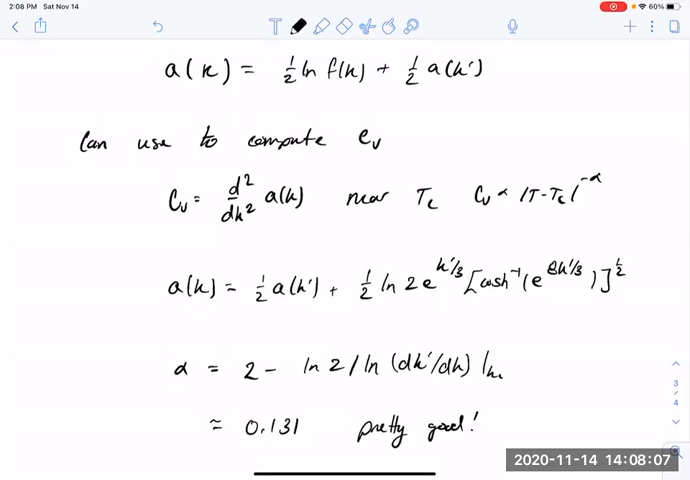 2:08 PM Sat Nov 14
60%
a(k) = ½ ln f(k) + ½ a(k')
Can use to compute c_v
C_v = d²/dk² a(k) near T_c C_v ∝ |T-T_c|^-α
a(k) = ½ a(k') + ½ ln 2 e^{k'/3} [cosh⁻¹(e^{8k'/3})]^½
α = 2 - ln 2/ln (dk'/dk) |k_c
≈ 0.131 pretty good!
3/4
2020-11-14 14:08:07